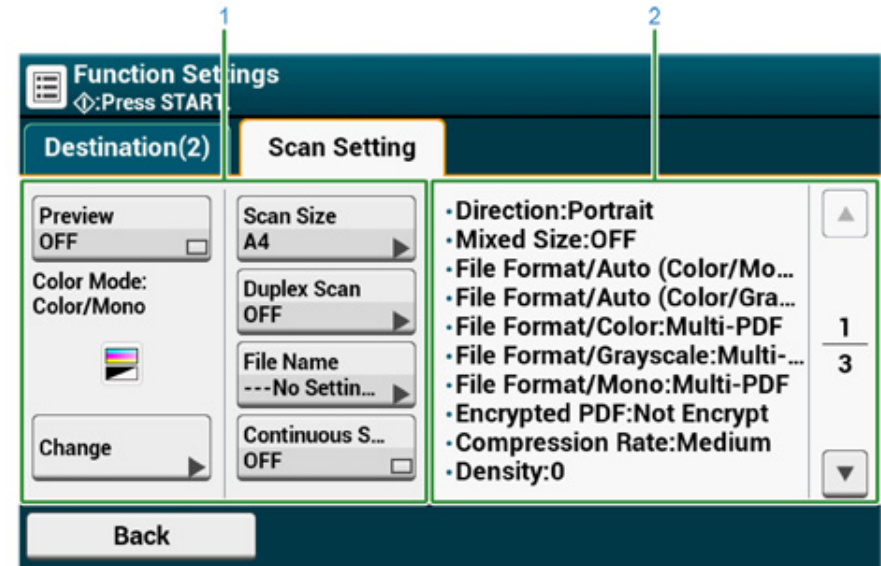 1
2
Function Settings
:Press START.
Destination(2)
Scan Setting
Preview
OFF
Color Mode:
Color/Mono
Change
Scan Size
A4
Duplex Scan
OFF
File Name
---No Settin...
Continuous S...
OFF
・Direction:Portrait
・Mixed Size:OFF
・File Format/Auto (Color/Mo...
・File Format/Auto (Color/Gra...
・File Format/Color:Multi-PDF
・File Format/Grayscale:Multi-...
・File Format/Mono:Multi-PDF
・Encrypted PDF:Not Encrypt
・Compression Rate:Medium
・Density:0
1
3
Back